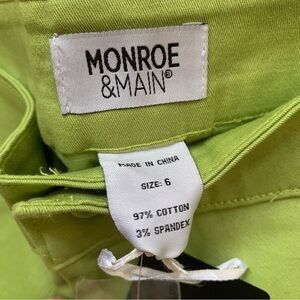 MONROE
&MAIN®
MADE IN CHINA
SIZE: 6
97% COTTON
3% SPANDEX